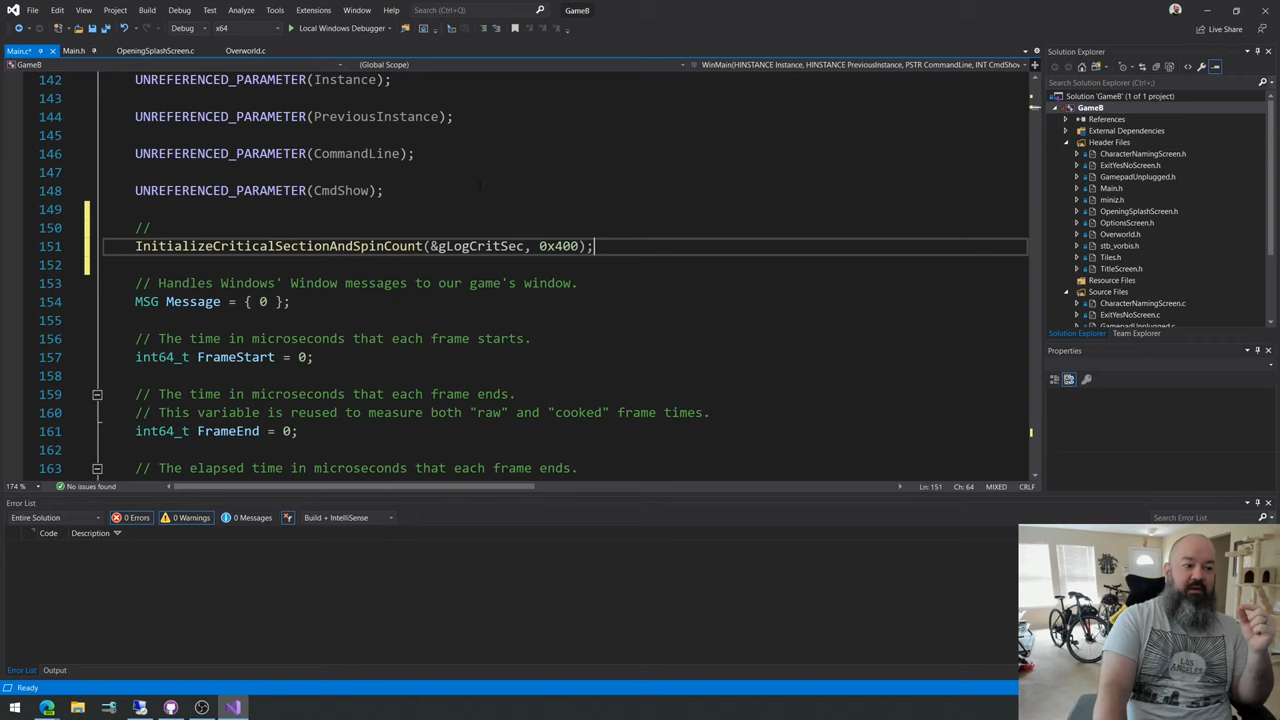 File Edit View Git Project Build Debug Test Analyze Tools Extensions Window Help Search (Ctrl+Q) GameB
Debug x64 Local Windows Debugger Live Share
Main.c* Main.h OpeningSplashScreen.c Overworld.c
GameB (Global Scope) WinMain(HINSTANCE Instance, HINSTANCE PreviousInstance, PSTR CommandLine, INT CmdShow)
142 UNREFERENCED_PARAMETER(Instance);
143
144 UNREFERENCED_PARAMETER(PreviousInstance);
145
146 UNREFERENCED_PARAMETER(CommandLine);
147
148 UNREFERENCED_PARAMETER(CmdShow);
149
150 //
151 InitializeCriticalSectionAndSpinCount(&gLogCritSec, 0x400);
152
153 // Handles Windows' Window messages to our game's window.
154 MSG Message = { 0 };
155
156 // The time in microseconds that each frame starts.
157 int64_t FrameStart = 0;
158
159 // The time in microseconds that each frame ends.
160 // This variable is reused to measure both "raw" and "cooked" frame times.
161 int64_t FrameEnd = 0;
162
163 // The elapsed time in microseconds that each frame ends.
174 % No issues found Ln: 151 Ch: 64 MIXED CRLF
Solution Explorer
Search Solution Explorer (Ctrl+;)
Solution 'GameB' (1 of 1 project)
GameB
References
External Dependencies
Header Files
CharacterNamingScreen.h
ExitYesNoScreen.h
GamepadUnplugged.h
Main.h
miniz.h
OpeningSplashScreen.h
OptionsScreen.h
Overworld.h
stb_vorbis.h
Tiles.h
TitleScreen.h
Resource Files
Source Files
CharacterNamingScreen.c
ExitYesNoScreen.c
GamepadUnplugged.c
Solution Explorer Team Explorer
Properties
Error List
Entire Solution 0 Errors 0 Warnings 0 Messages Build + IntelliSense Search Error List
Code Description
Error List Output
Ready
LOS ANGELES